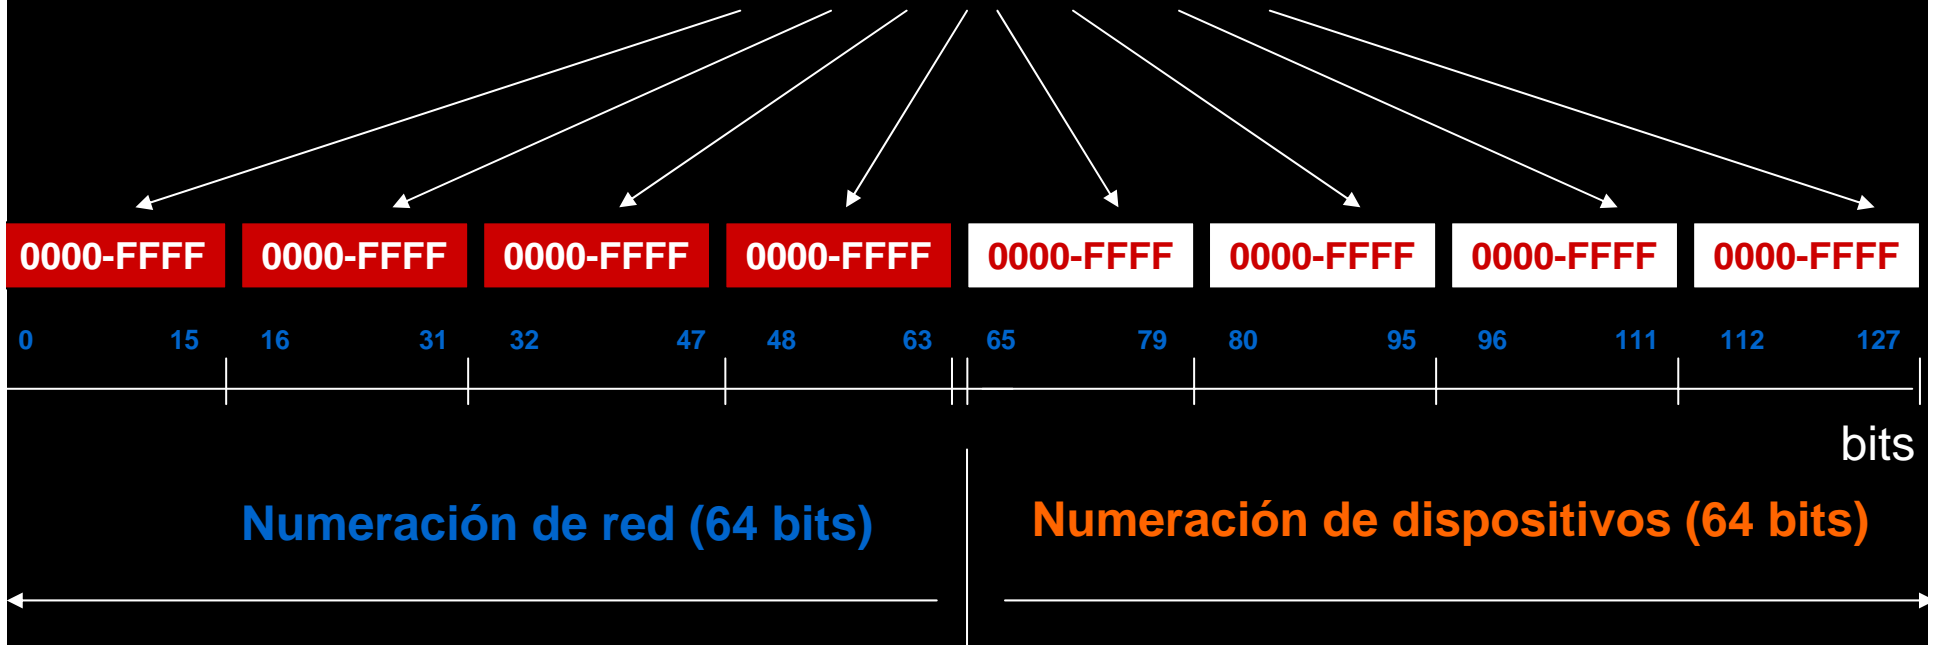 0000-FFFF 0000-FFFF 0000-FFFF 0000-FFFF 0000-FFFF 0000-FFFF 0000-FFFF 0000-FFFF
0 15 16 31 32 47 48 63 65 79 80 95 96 111 112 127
bits
Numeración de red (64 bits) Numeración de dispositivos (64 bits)